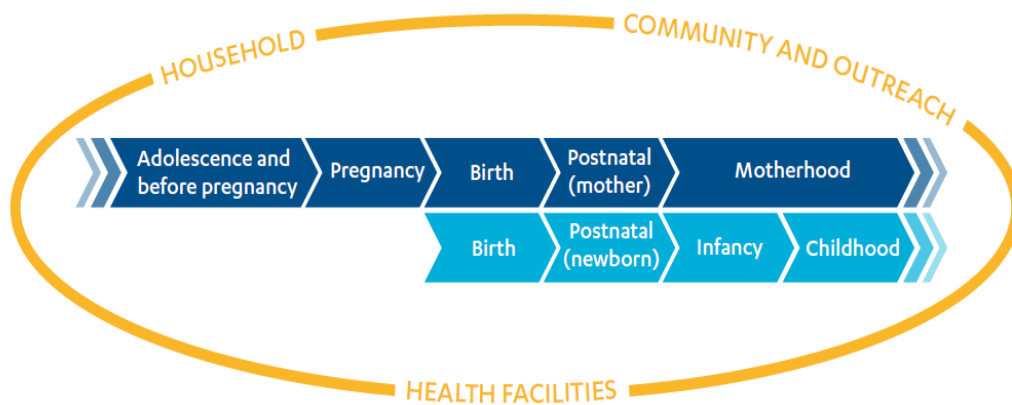 HOUSEHOLD
COMMUNITY AND OUTREACH
Adolescence and
before pregnancy
Pregnancy
Birth
Postnatal
(mother)
Motherhood
Birth
Postnatal
(newborn)
Infancy
Childhood
HEALTH FACILITIES